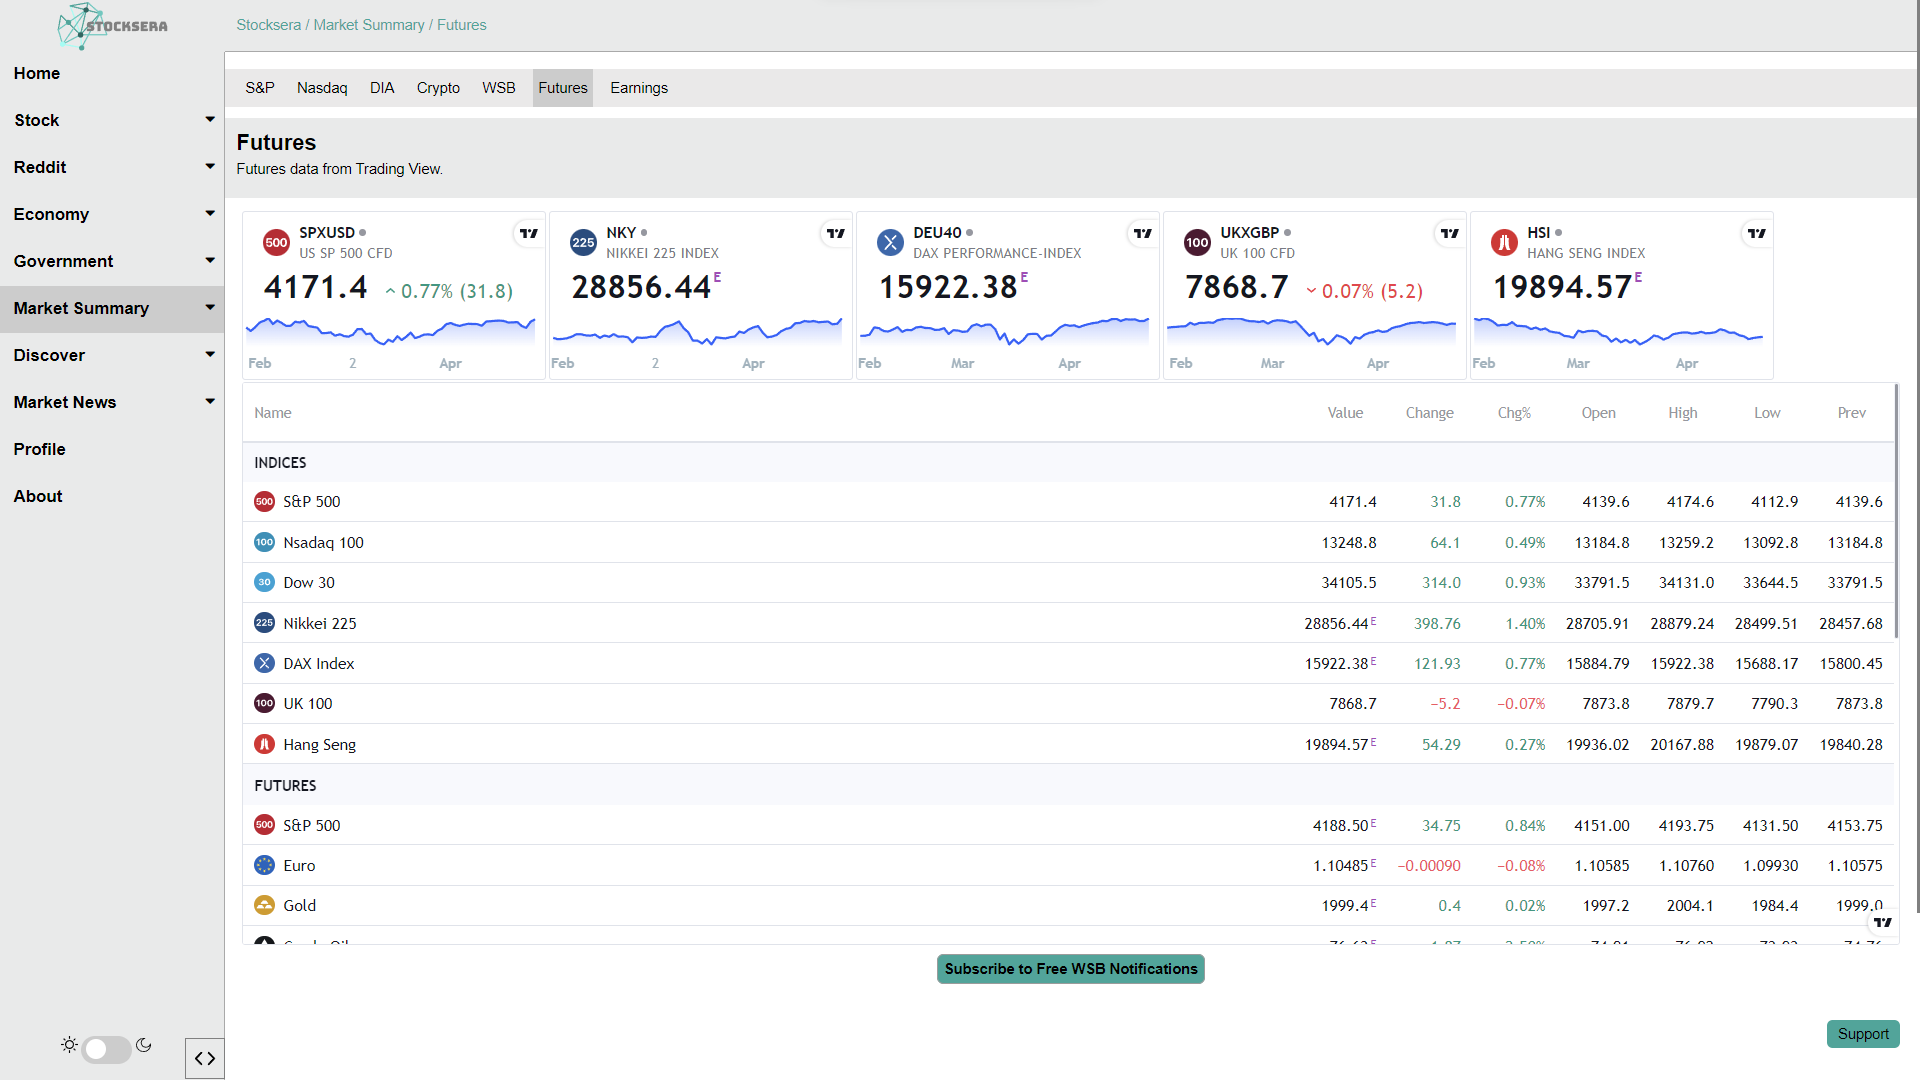 STOCKSERA
Stocksera / Market Summary / Futures
Home
Stock
Reddit
Economy
Government
Market Summary
Discover
Market News
Profile
About
S&P Nasdaq DIA Crypto WSB Futures Earnings
Futures
Futures data from Trading View.
500 SPXUSD
US SP 500 CFD
4171.4 0.77% (31.8)
Feb 2 Apr
225 NKY
NIKKEI 225 INDEX
28856.44 E
Feb 2 Apr
DEU40
DAX PERFORMANCE-INDEX
15922.38 E
Feb Mar Apr
100 UKXGBP
UK 100 CFD
7868.7 0.07% (5.2)
Feb Mar Apr
HSI
HANG SENG INDEX
19894.57 E
Feb Mar Apr
Name Value Change Chg% Open High Low Prev
INDICES
500 S&P 500 4171.4 31.8 0.77% 4139.6 4174.6 4112.9 4139.6
100 Nsadaq 100 13248.8 64.1 0.49% 13184.8 13259.2 13092.8 13184.8
30 Dow 30 34105.5 314.0 0.93% 33791.5 34131.0 33644.5 33791.5
225 Nikkei 225 28856.44 E 398.76 1.40% 28705.91 28879.24 28499.51 28457.68
DAX Index 15922.38 E 121.93 0.77% 15884.79 15922.38 15688.17 15800.45
100 UK 100 7868.7 −5.2 −0.07% 7873.8 7879.7 7790.3 7873.8
Hang Seng 19894.57 E 54.29 0.27% 19936.02 20167.88 19879.07 19840.28
FUTURES
500 S&P 500 4188.50 E 34.75 0.84% 4151.00 4193.75 4131.50 4153.75
Euro 1.10485 E −0.00090 −0.08% 1.10585 1.10760 1.09930 1.10575
Gold 1999.4 E 0.4 0.02% 1997.2 2004.1 1984.4 1999.0
Subscribe to Free WSB Notifications
Support